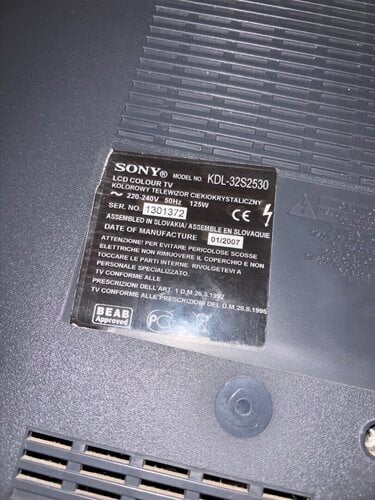 SONY® MODEL NO. KDL-32S2530
LCD COLOUR TV
KOLOROWY TELEWIZOR CIEKŁOKRYSTALICZNY
~ 220-240V 50Hz 125W
SER. NO. 1301372 CE
ASSEMBLED IN SLOVAKIA/ASSEMBLE EN SLOVAQUIE
DATE OF MANUFACTURE 01/2007
ATTENZIONE: PER EVITARE PERICOLOSE SCOSSE
ELETTRICHE NON RIMUOVERE IL COPERCHIO E NON
TOCCARE LE PARTI INTERNE. RIVOLGETEVI A
PERSONALE SPECIALIZZATO.
TV CONFORME ALLE
PRESCRIZIONI DELL'ART. 1 D,M.26.3.1992
TV CONFORME ALLE PRESCRIZIONI DEL D.M.28.8.1995
BEAB
Approved